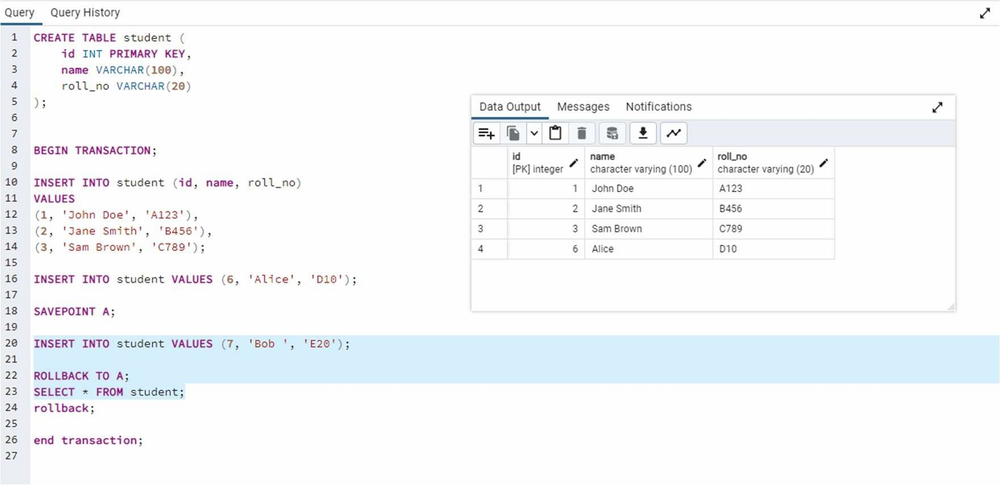 Query Query History
1 CREATE TABLE student (
2 id INT PRIMARY KEY,
3 name VARCHAR(100),
4 roll_no VARCHAR(20)
5 );
6
7
8 BEGIN TRANSACTION;
9
10 INSERT INTO student (id, name, roll_no)
11 VALUES
12 (1, 'John Doe', 'A123'),
13 (2, 'Jane Smith', 'B456'),
14 (3, 'Sam Brown', 'C789');
15
16 INSERT INTO student VALUES (6, 'Alice', 'D10');
17
18 SAVEPOINT A;
19
20 INSERT INTO student VALUES (7, 'Bob ', 'E20');
21
22 ROLLBACK TO A;
23 SELECT * FROM student;
24 rollback;
25
26 end transaction;
27
Data Output Messages Notifications
id name roll_no
[PK] integer character varying (100) character varying (20)
1 1 John Doe A123
2 2 Jane Smith B456
3 3 Sam Brown C789
4 6 Alice D10